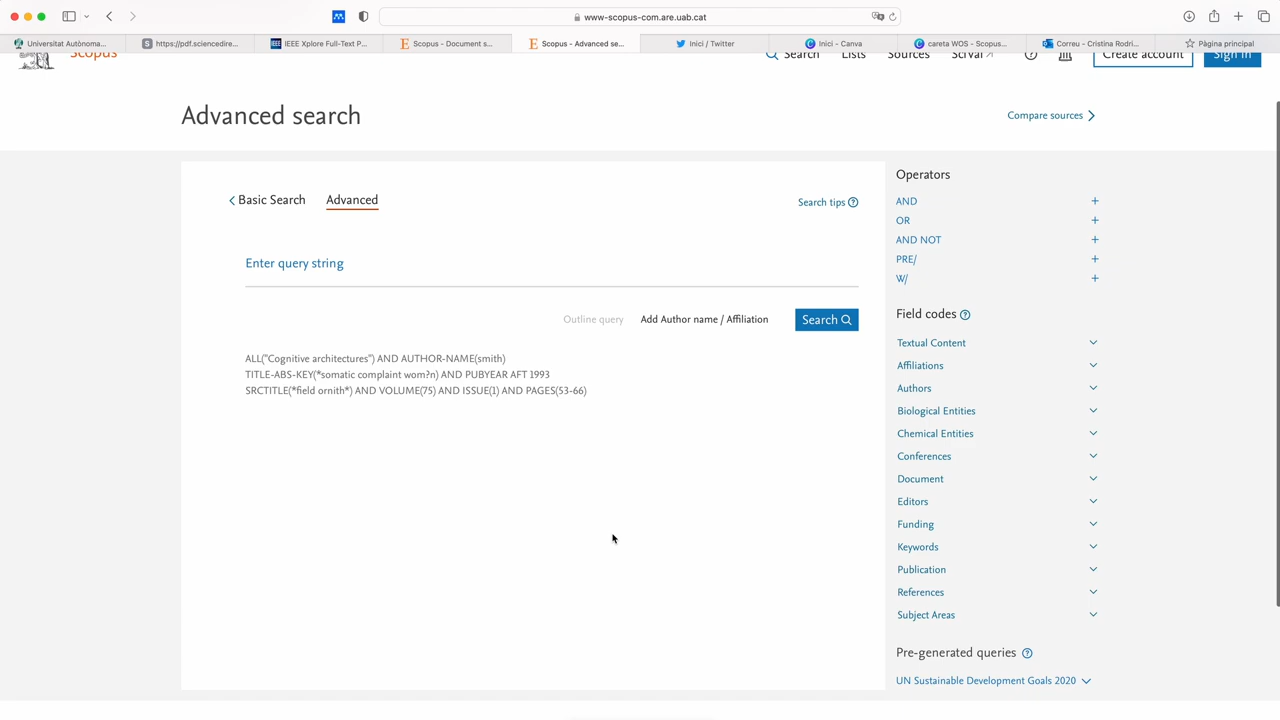 www-scopus-com.are.uab.cat
Universitat Autònoma...
https://pdf.sciencedire...
IEEE Xplore Full-Text P...
Scopus - Document s...
Scopus - Advanced se...
Inici / Twitter
Inici - Canva
careta WOS - Scopus...
Correu - Cristina Rodri...
Pàgina principal
Scopus
Search
Lists
Sources
SciVal
Create account
Sign in
Advanced search
Compare sources
Basic Search
Advanced
Search tips
Enter query string
Outline query
Add Author name / Affiliation
Search
ALL("Cognitive architectures") AND AUTHOR-NAME(smith)
TITLE-ABS-KEY(*somatic complaint wom?n) AND PUBYEAR AFT 1993
SRCTITLE(*field ornith*) AND VOLUME(75) AND ISSUE(1) AND PAGES(53-66)
Operators
AND +
OR +
AND NOT +
PRE/ +
W/ +
Field codes
Textual Content
Affiliations
Authors
Biological Entities
Chemical Entities
Conferences
Document
Editors
Funding
Keywords
Publication
References
Subject Areas
Pre-generated queries
UN Sustainable Development Goals 2020